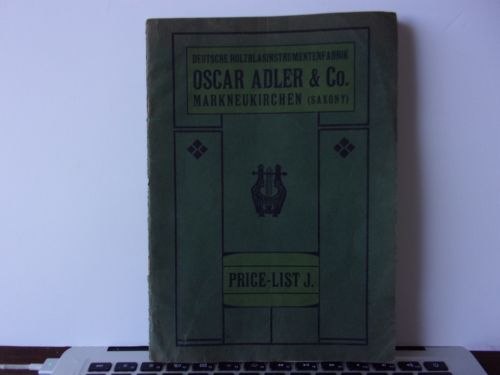 DEUTSCHE HOLZBLASINSTRUMENTENFABRIK
OSCAR ADLER & Co.
MARKNEUKIRCHEN (SAXONY)
PRICE-LIST J.